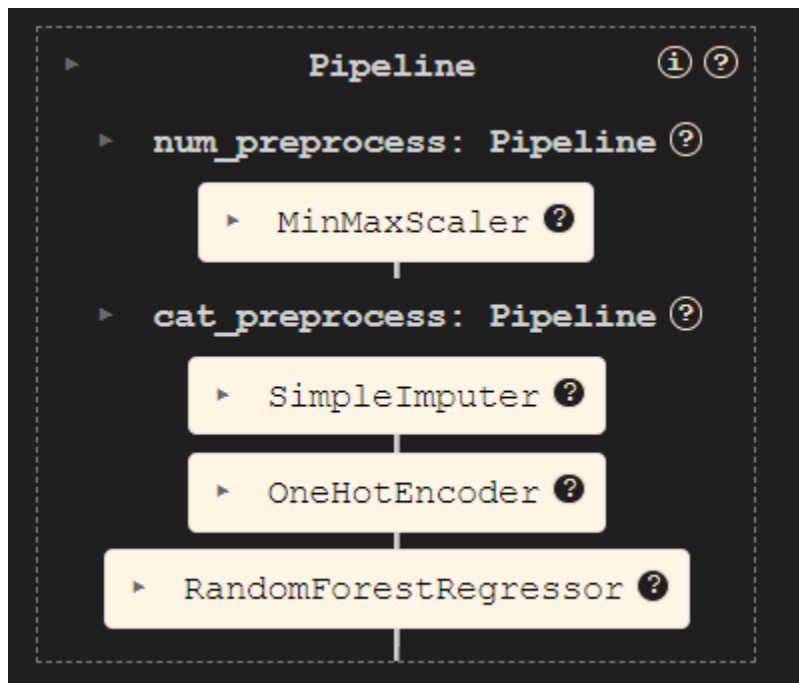 Pipeline i ?
num_preprocess: Pipeline ?
MinMaxScaler ?
cat_preprocess: Pipeline ?
SimpleImputer ?
OneHotEncoder ?
RandomForestRegressor ?